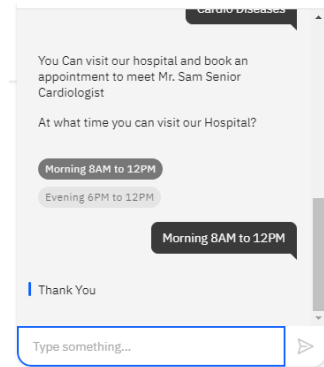 Cardio Diseases
You Can visit our hospital and book an
appointment to meet Mr. Sam Senior
Cardiologist
At what time you can visit our Hospital?
Morning 8AM to 12PM
Evening 6PM to 12PM
Morning 8AM to 12PM
Thank You
Type something...